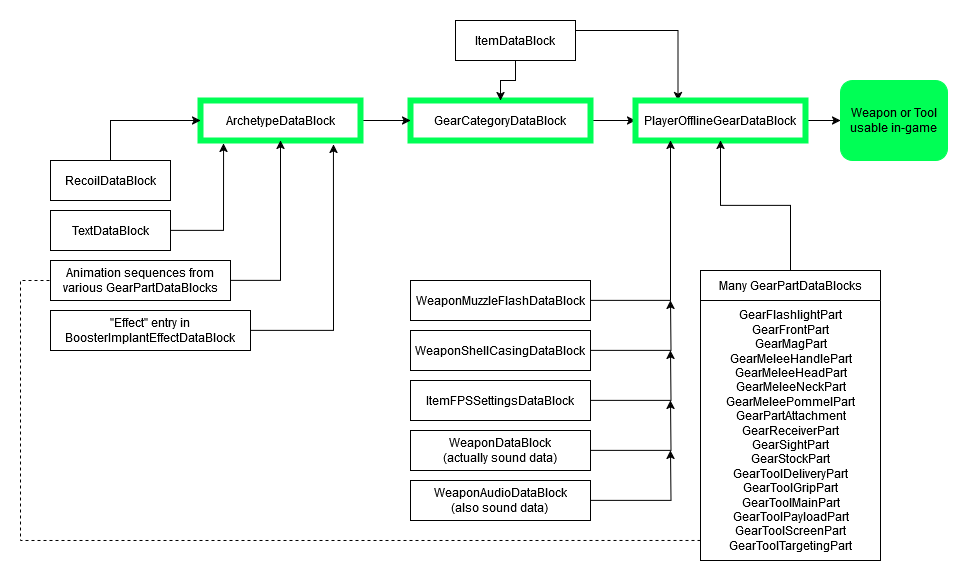 ItemDataBlock
ArchetypeDataBlock
GearCategoryDataBlock
PlayerOfflineGearDataBlock
Weapon or Tool
usable in-game
RecoilDataBlock
TextDataBlock
Animation sequences from
various GearPartDataBlocks
"Effect" entry in
BoosterImplantEffectDataBlock
WeaponMuzzleFlashDataBlock
WeaponShellCasingDataBlock
ItemFPSSettingsDataBlock
WeaponDataBlock
(actually sound data)
WeaponAudioDataBlock
(also sound data)
Many GearPartDataBlocks
GearFlashlightPart
GearFrontPart
GearMagPart
GearMeleeHandlePart
GearMeleeHeadPart
GearMeleeNeckPart
GearMeleePommelPart
GearPartAttachment
GearReceiverPart
GearSightPart
GearStockPart
GearToolDeliveryPart
GearToolGripPart
GearToolMainPart
GearToolPayloadPart
GearToolScreenPart
GearToolTargetingPart